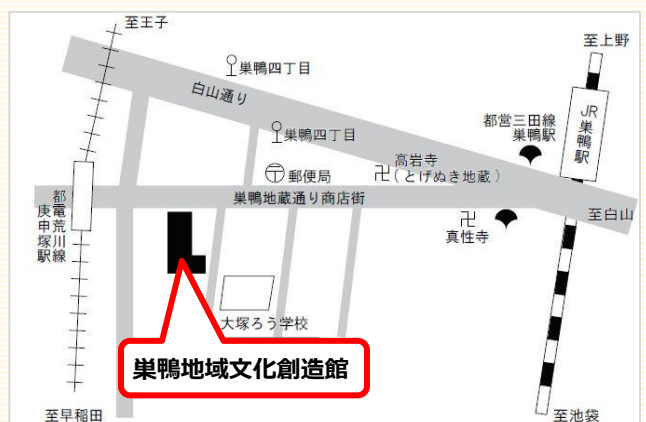 至王子
至上野
巣鴨四丁目
白山通り
JR
巣鴨駅
都営三田線
巣鴨駅
巣鴨四丁目
高岩寺
(とげぬき地蔵)
郵便局
巣鴨地蔵通り商店街
至白山
都電荒川線
庚申塚駅
真性寺
大塚ろう学校
巣鴨地域文化創造館
至早稲田
至池袋